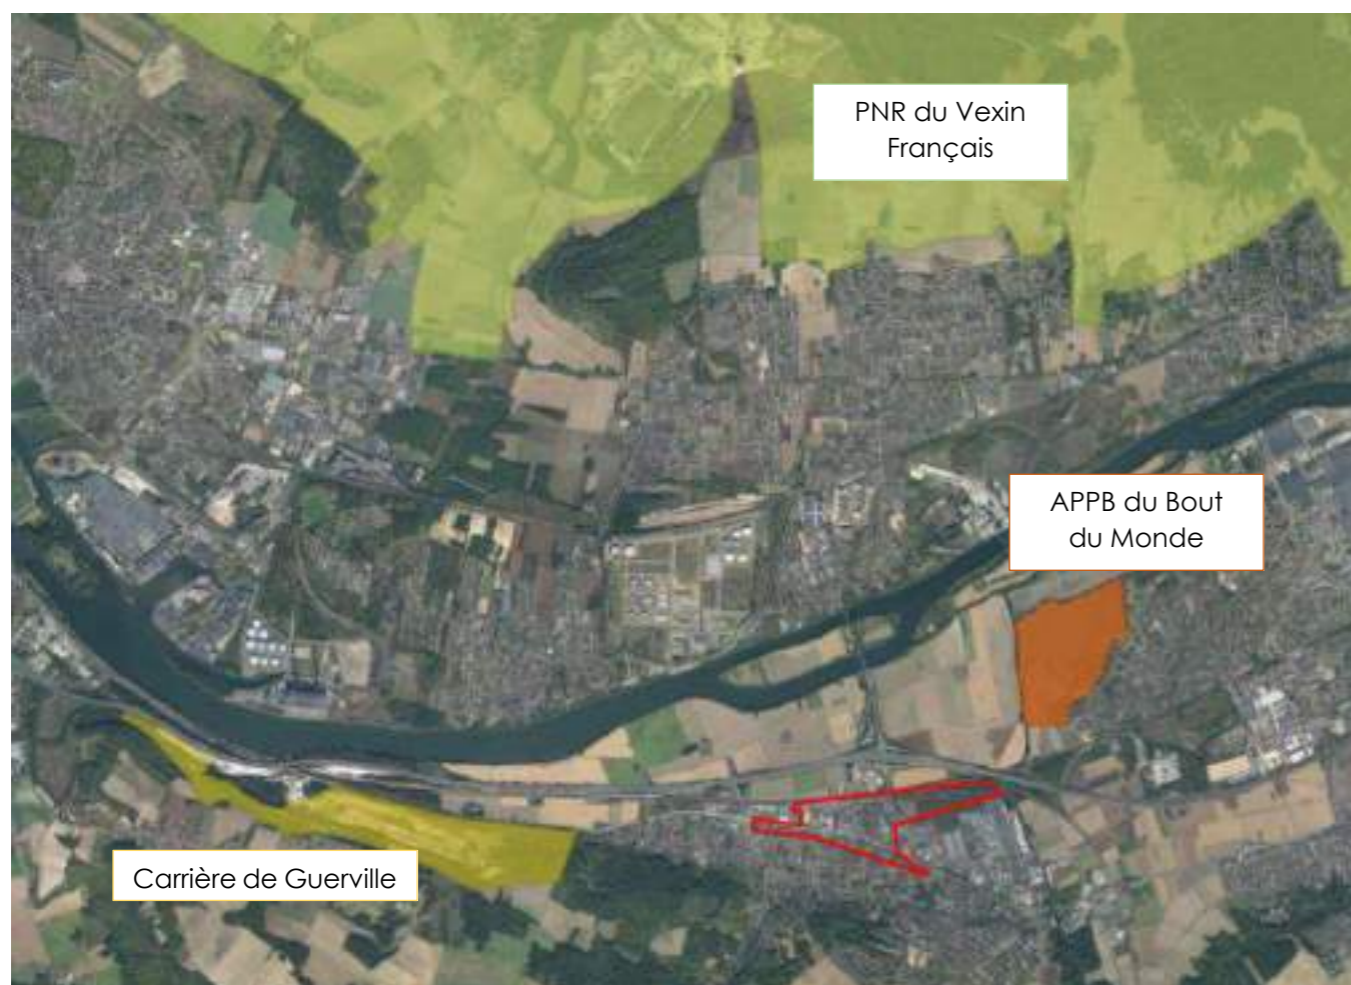 PNR du Vexin
Français
APPB du Bout
du Monde
Carrière de Guerville